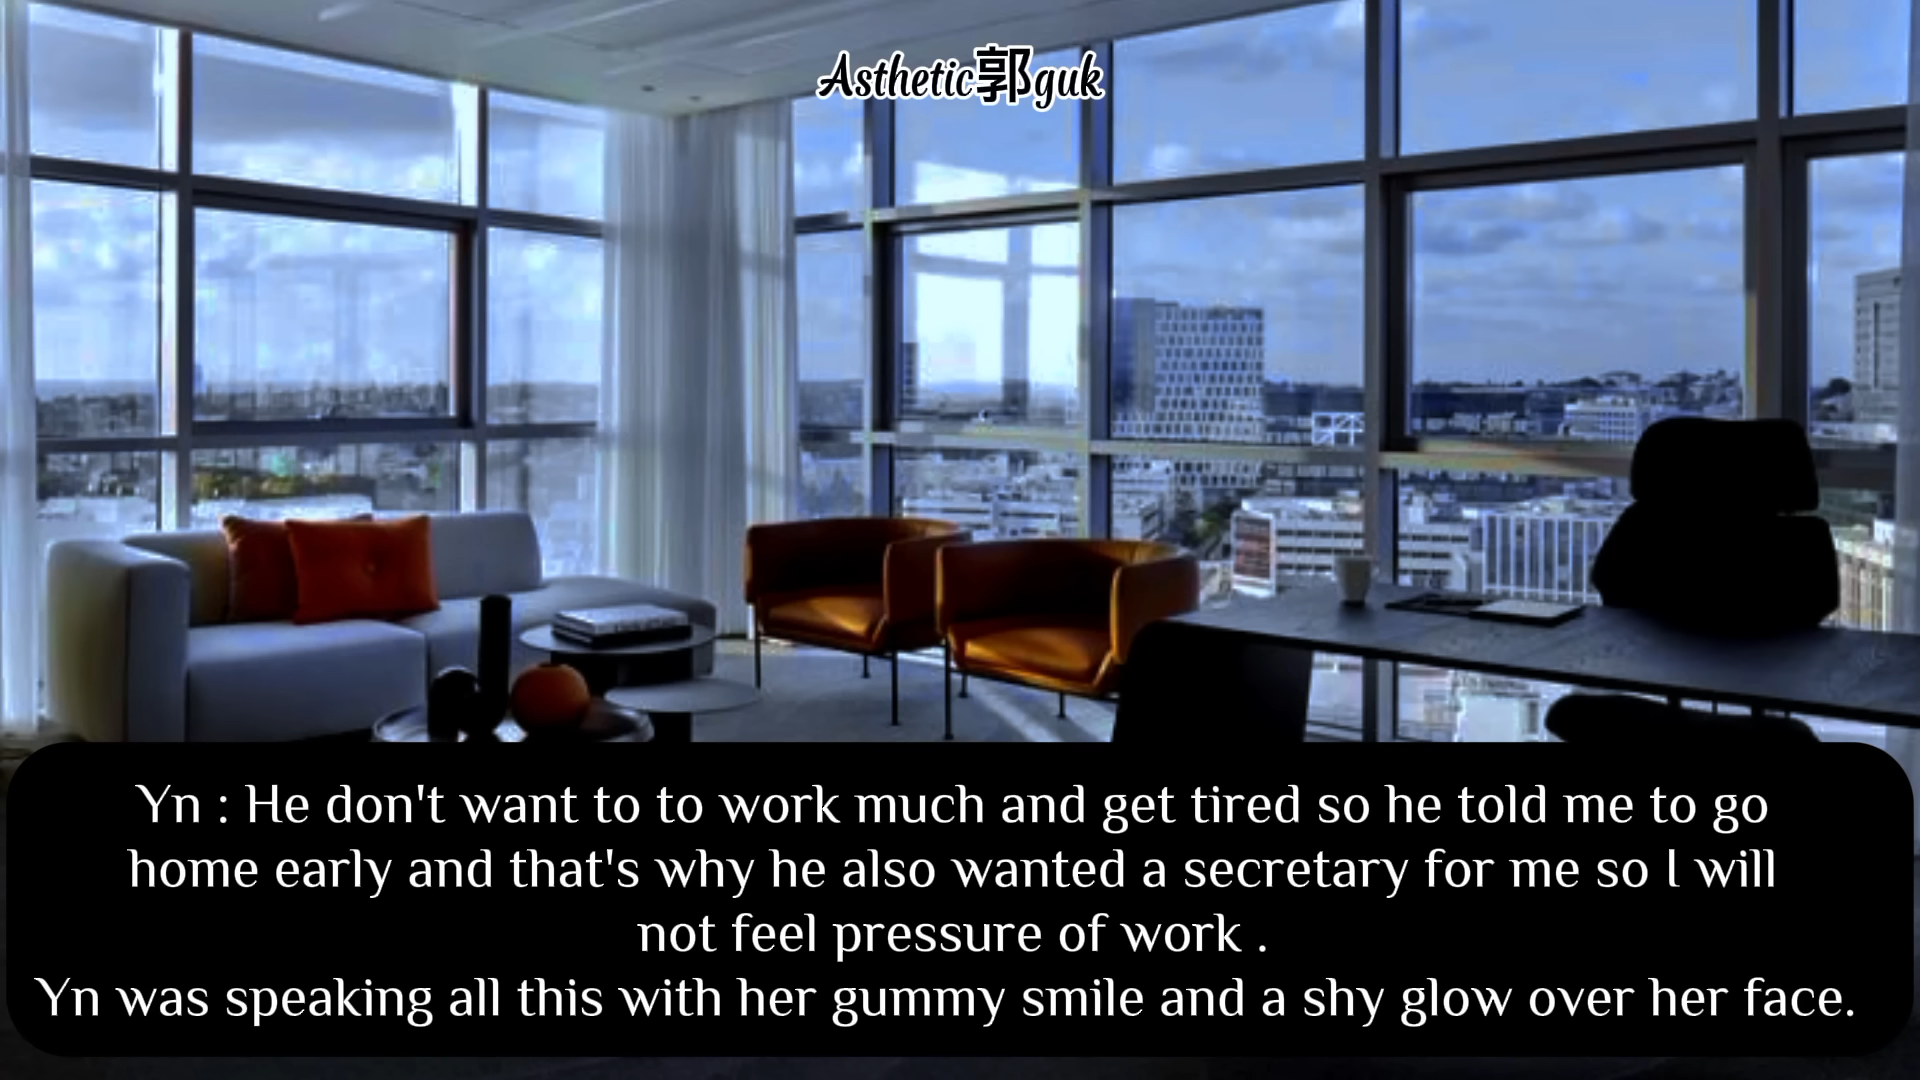 Asthetic郭guk
Yn : He don't want to to work much and get tired so he told me to go
home early and that's why he also wanted a secretary for me so I will
not feel pressure of work .
Yn was speaking all this with her gummy smile and a shy glow over her face.